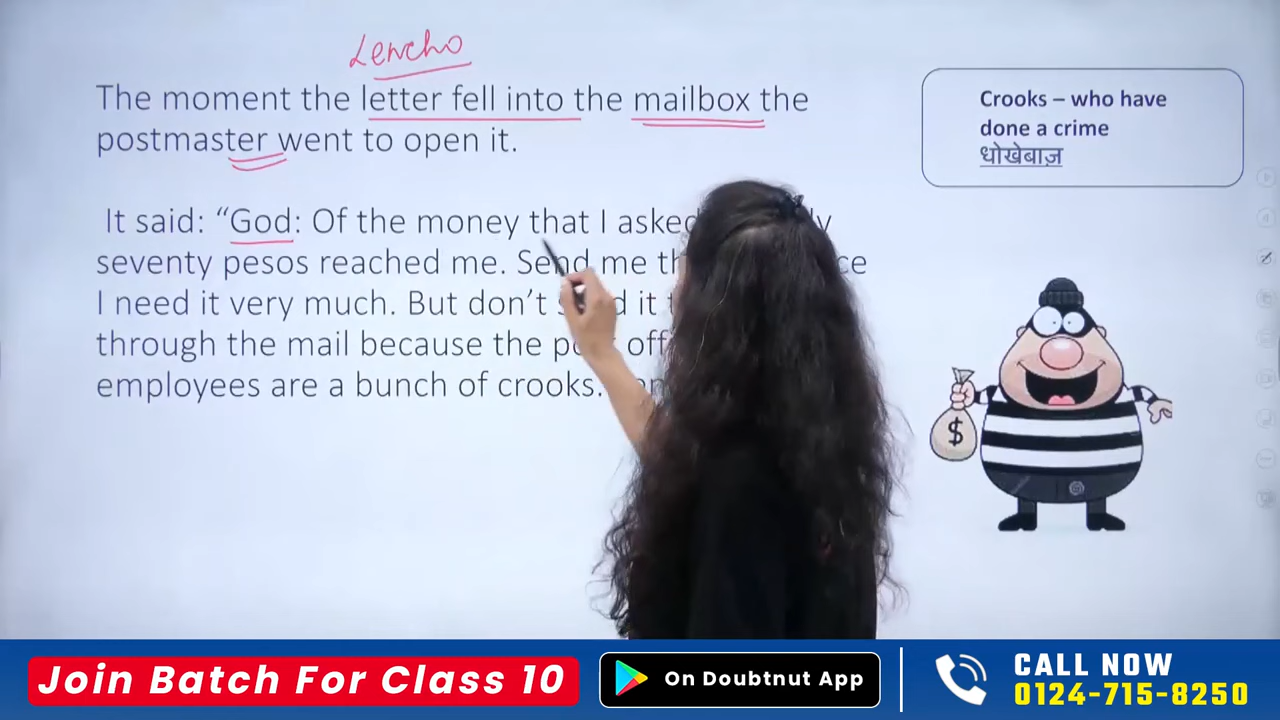 Lencho
The moment the letter fell into the mailbox the
postmaster went to open it.
It said: “God: Of the money that I asked
seventy pesos reached me. Send me
I need it very much. But don’t it
through the mail because the
employees are a bunch of crooks.
Crooks – who have
done a crime
धोखेबाज़
$
Join Batch For Class 10
On Doubtnut App
CALL NOW
0124-715-8250